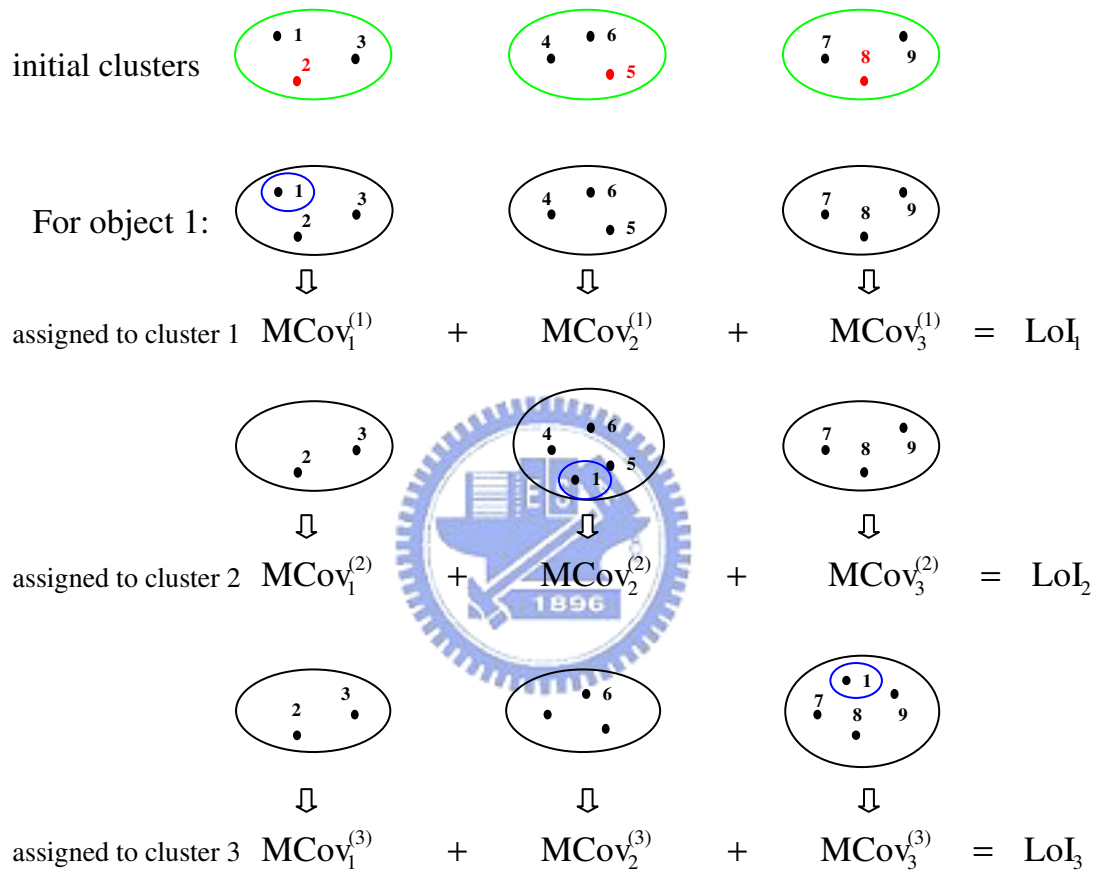 1 3 4 6 7 9
initial clusters 2 5 8
1 3 4 6 7 9
For object 1: 2 5 8
assigned to cluster 1 MCov₁⁽¹⁾ + MCov₂⁽¹⁾ + MCov₃⁽¹⁾ = LoI₁
2 3 4 6 5 1 7 8 9
assigned to cluster 2 MCov₁⁽²⁾ + MCov₂⁽²⁾ + MCov₃⁽²⁾ = LoI₂
1896
2 3 6 1 7 8 9
assigned to cluster 3 MCov₁⁽³⁾ + MCov₂⁽³⁾ + MCov₃⁽³⁾ = LoI₃